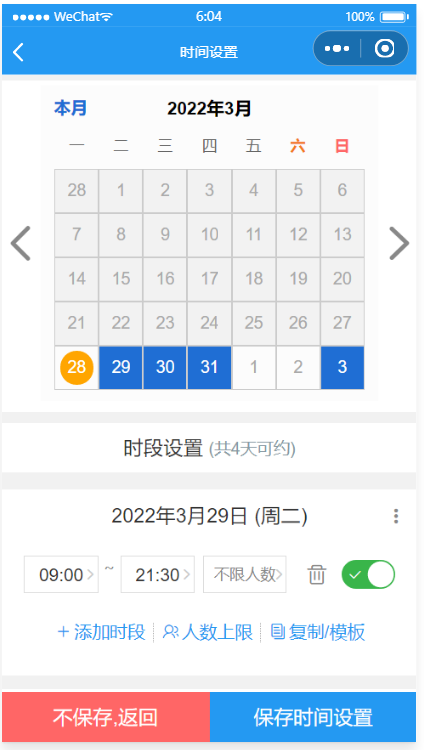 WeChat 6:04 100%
时间设置
本月 2022年3月
一 二 三 四 五 六 日
28 1 2 3 4 5 6
7 8 9 10 11 12 13
14 15 16 17 18 19 20
21 22 23 24 25 26 27
28 29 30 31 1 2 3
时段设置 (共4天可约)
2022年3月29日 (周二)
09:00 ~ 21:30 不限人数
+ 添加时段 人数上限 复制/模板
不保存,返回 保存时间设置